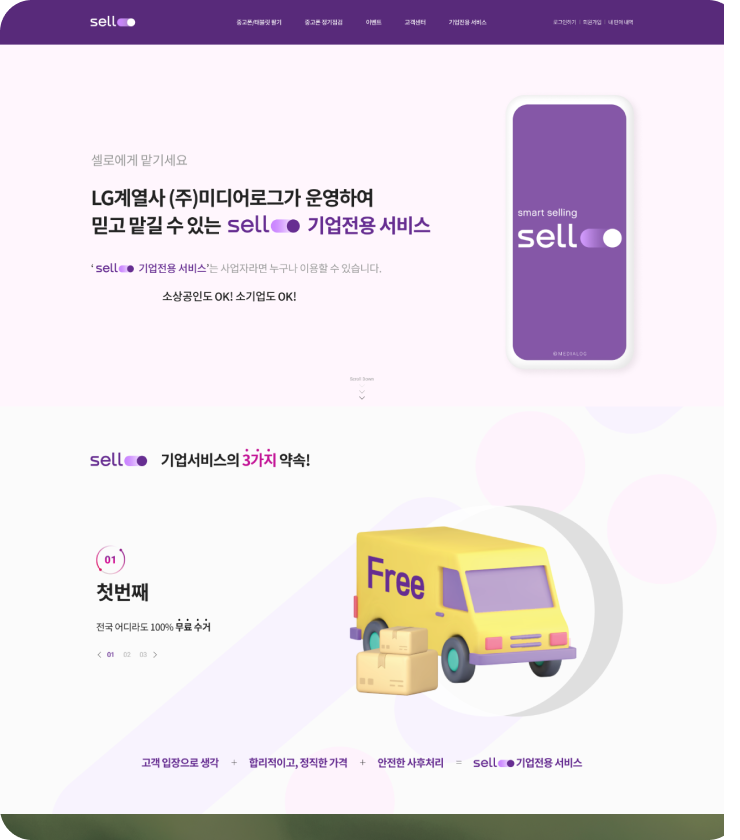 sell
중고폰/태블릿 팔기 중고폰 정기점검 이벤트 고객센터 기업전용 서비스
로그인하기 | 회원가입 | 내 판매 내역
셀로에게 맡기세요
LG계열사 (주)미디어로그가 운영하여
믿고 맡길 수 있는 sell 기업전용 서비스
‘ sell 기업전용 서비스’는 사업자라면 누구나 이용할 수 있습니다.
소상공인도 OK! 소기업도 OK!
smart selling
sell
MEDIALOG
Scroll Down
sell 기업서비스의 3가지 약속!
01
첫번째
전국 어디라도 100% 무료 수거
< 01 02 03 >
Free
고객 입장으로 생각 + 합리적이고, 정직한 가격 + 안전한 사후처리 = sell 기업전용 서비스